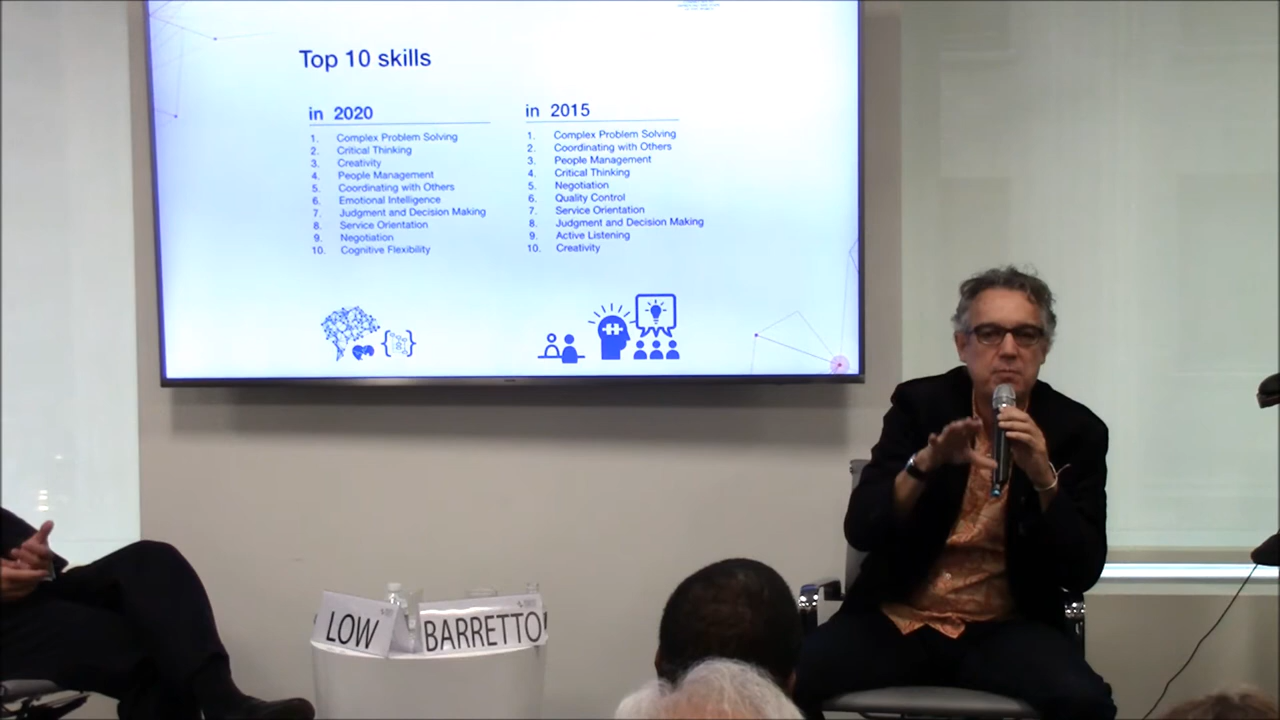 Top 10 skills
in 2020
1. Complex Problem Solving
2. Critical Thinking
3. Creativity
4. People Management
5. Coordinating with Others
6. Emotional Intelligence
7. Judgment and Decision Making
8. Service Orientation
9. Negotiation
10. Cognitive Flexibility
in 2015
1. Complex Problem Solving
2. Coordinating with Others
3. People Management
4. Critical Thinking
5. Negotiation
6. Quality Control
7. Service Orientation
8. Judgment and Decision Making
9. Active Listening
10. Creativity
LOW
BARRETTO